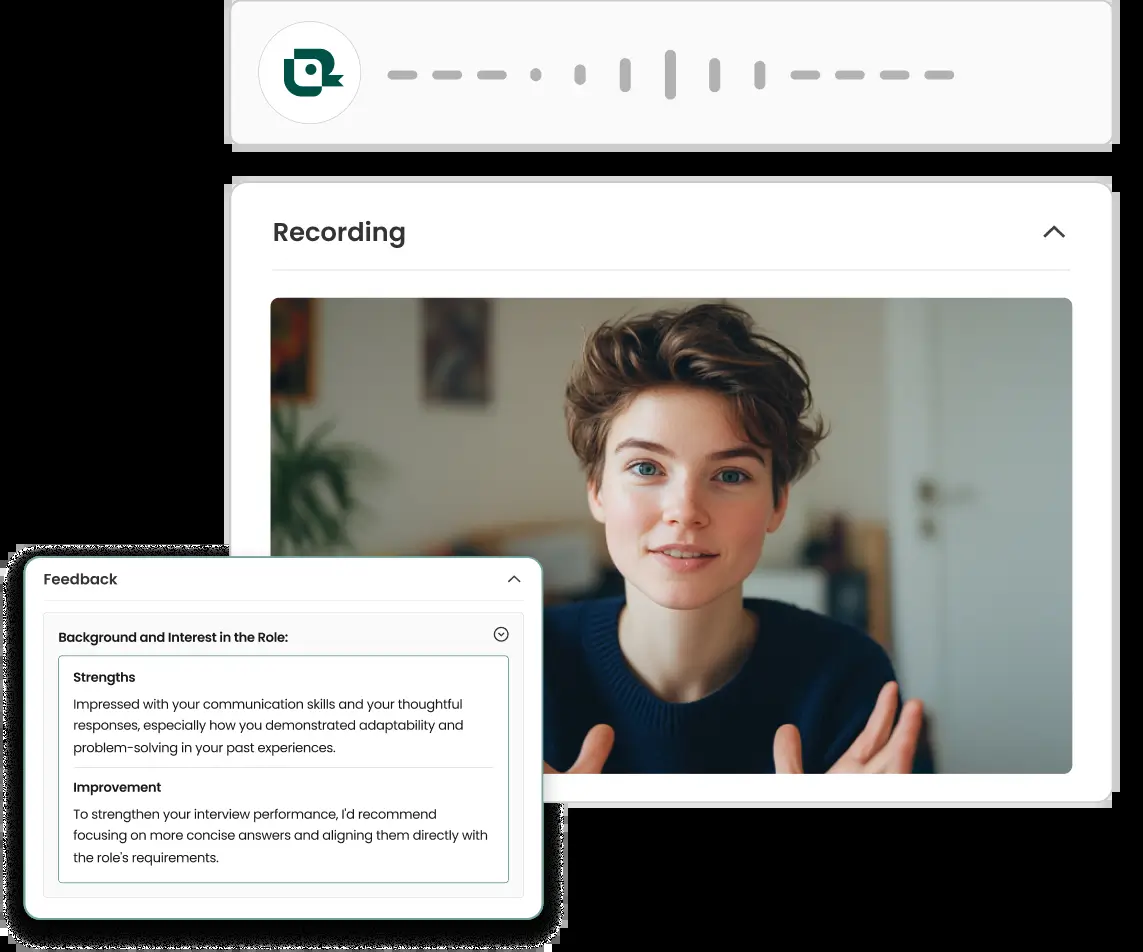 Recording
Feedback
Background and Interest in the Role:
Strengths
Impressed with your communication skills and your thoughtful
responses, especially how you demonstrated adaptability and
problem-solving in your past experiences.
Improvement
To strengthen your interview performance, I'd recommend
focusing on more concise answers and aligning them directly with
the role's requirements.